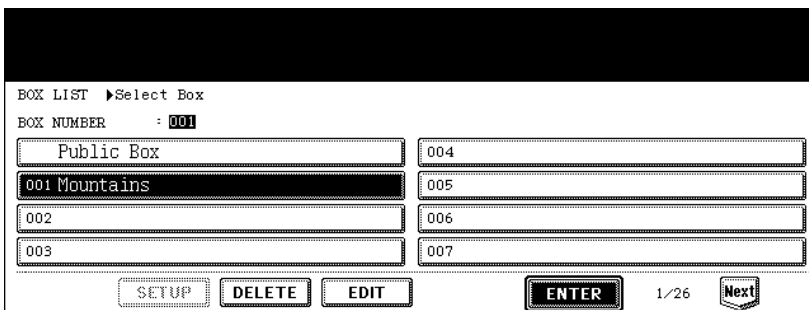 BOX LIST ▶Select Box
BOX NUMBER : 001
Public Box
001 Mountains
002
003
004
005
006
007
SETUP DELETE EDIT ENTER 1/26 Next